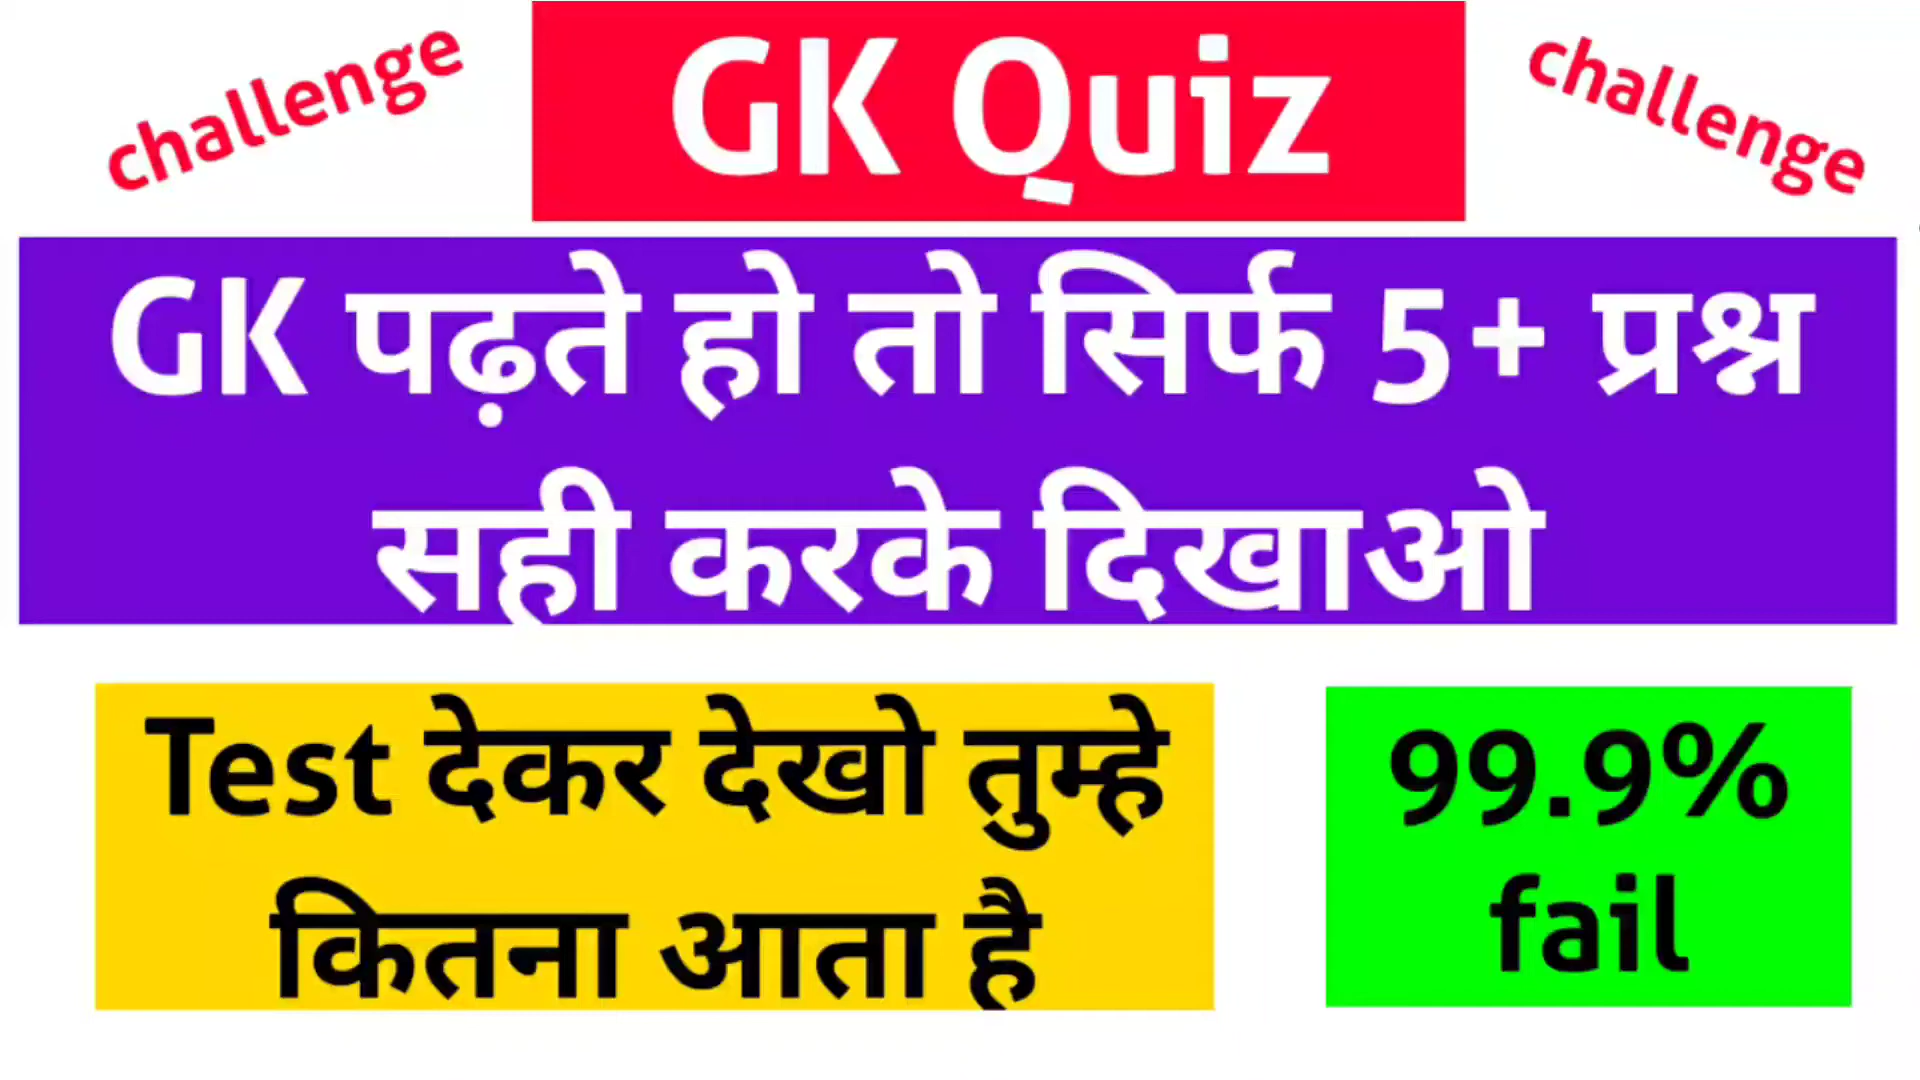 challenge
GK Quiz
challenge
GK पढ़ते हो तो सिर्फ 5+ प्रश्न
सही करके दिखाओ
Test देकर देखो तुम्हे
कितना आता है
99.9%
fail